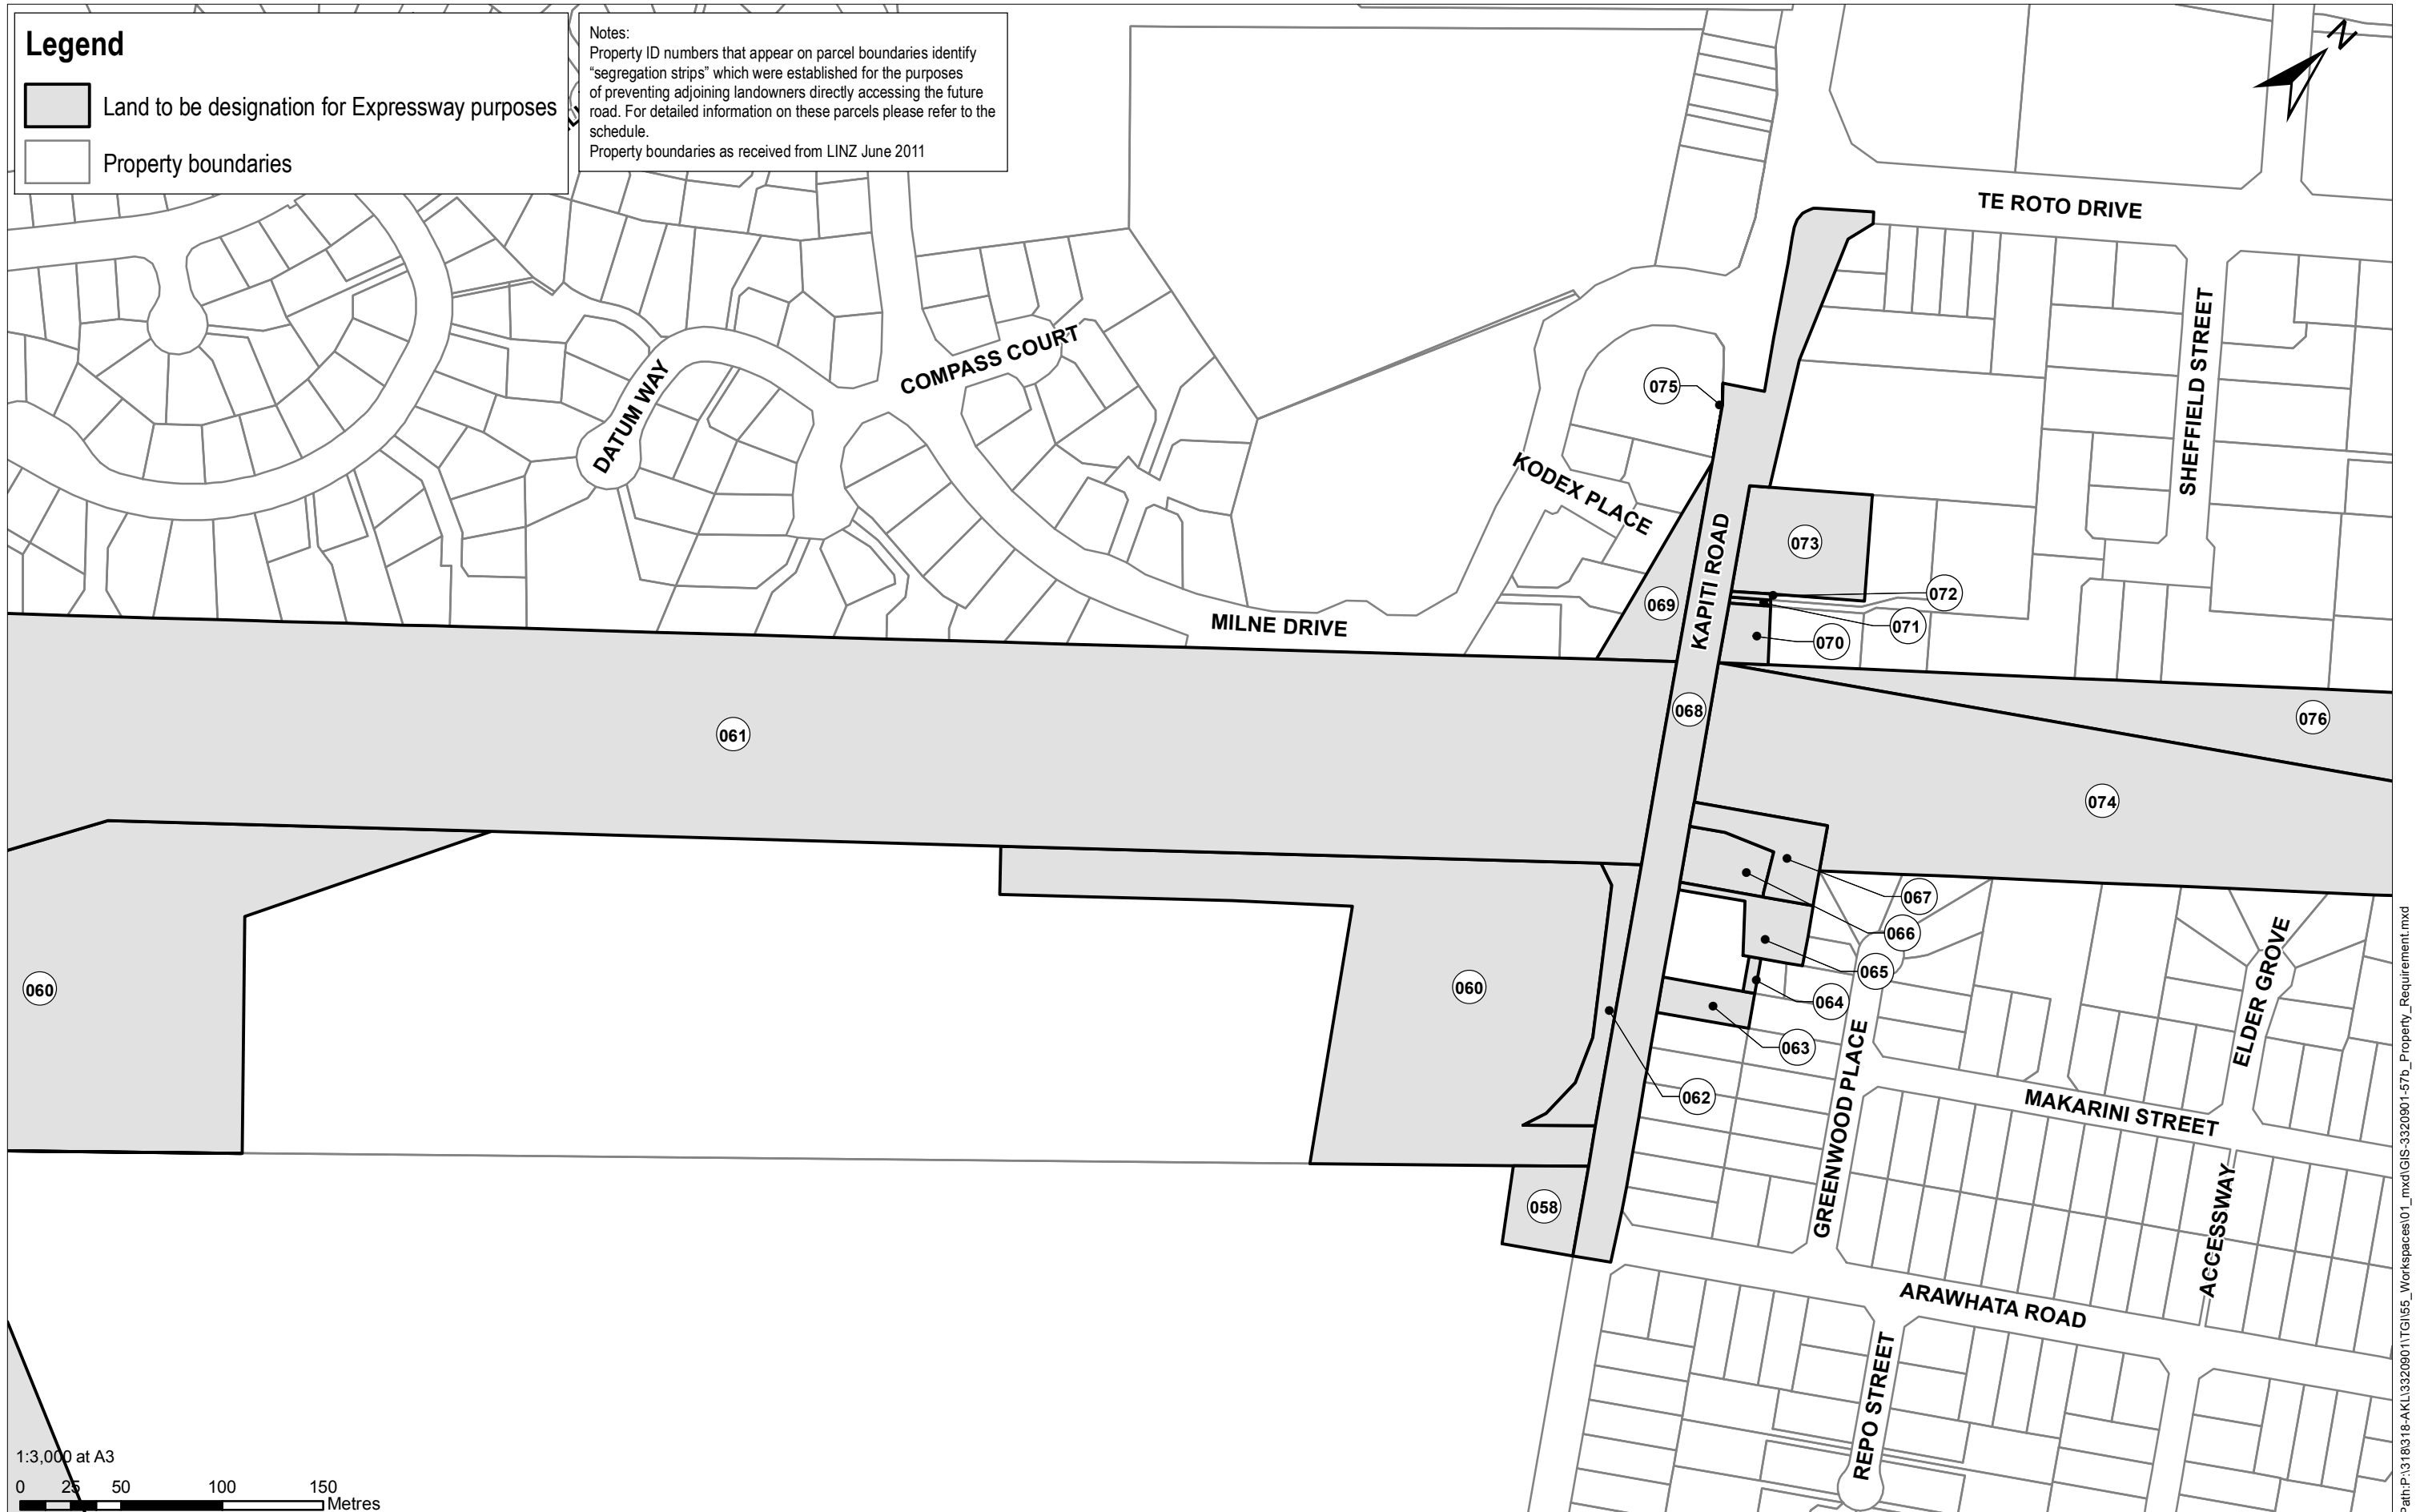 Legend
Land to be designation for Expressway purposes
Property boundaries
Notes:
Property ID numbers that appear on parcel boundaries identify
“segregation strips” which were established for the purposes
of preventing adjoining landowners directly accessing the future
road. For detailed information on these parcels please refer to the
schedule.
Property boundaries as received from LINZ June 2011
N
TE ROTO DRIVE
SHEFFIELD STREET
COMPASS COURT
DATUM WAY
075
KODEX PLACE
KAPITI ROAD
073
072
069
071
070
MILNE DRIVE
068
076
061
074
067
066
065
064
063
062
060
060
058
ELDER GROVE
GREENWOOD PLACE
MAKARINI STREET
ACCESSWAY
ARAWHATA ROAD
REPO STREET
1:3,000 at A3
0 25 50 100 150
Metres
Path:P:\318\318-AKL\3320901\TGI\55_Workspaces\01_mxd\GIS-3320901-57b_Property_Requirement.mxd